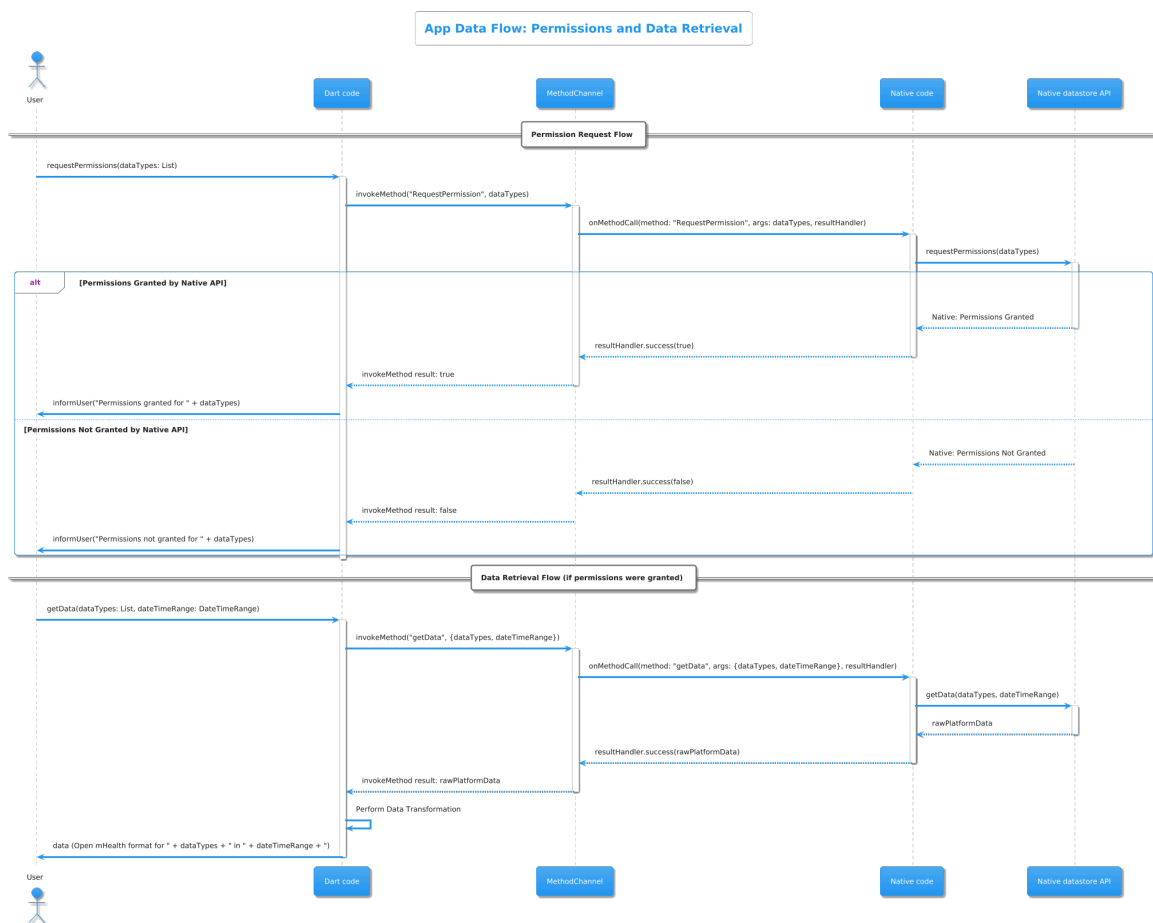 App Data Flow: Permissions and Data Retrieval
User
Dart code
MethodChannel
Native code
Native datastore API
Permission Request Flow
requestPermissions(dataTypes: List)
invokeMethod("RequestPermission", dataTypes)
onMethodCall(method: "RequestPermission", args: dataTypes, resultHandler)
requestPermissions(dataTypes)
alt
[Permissions Granted by Native API]
Native: Permissions Granted
resultHandler.success(true)
invokeMethod result: true
informUser("Permissions granted for " + dataTypes)
[Permissions Not Granted by Native API]
Native: Permissions Not Granted
resultHandler.success(false)
invokeMethod result: false
informUser("Permissions not granted for " + dataTypes)
Data Retrieval Flow (if permissions were granted)
getData(dataTypes: List, dateTimeRange: DateTimeRange)
invokeMethod("getData", {dataTypes, dateTimeRange})
onMethodCall(method: "getData", args: {dataTypes, dateTimeRange}, resultHandler)
getData(dataTypes, dateTimeRange)
rawPlatformData
resultHandler.success(rawPlatformData)
invokeMethod result: rawPlatformData
Perform Data Transformation
data (Open mHealth format for " + dataTypes + " in " + dateTimeRange + ")
User
Dart code
MethodChannel
Native code
Native datastore API